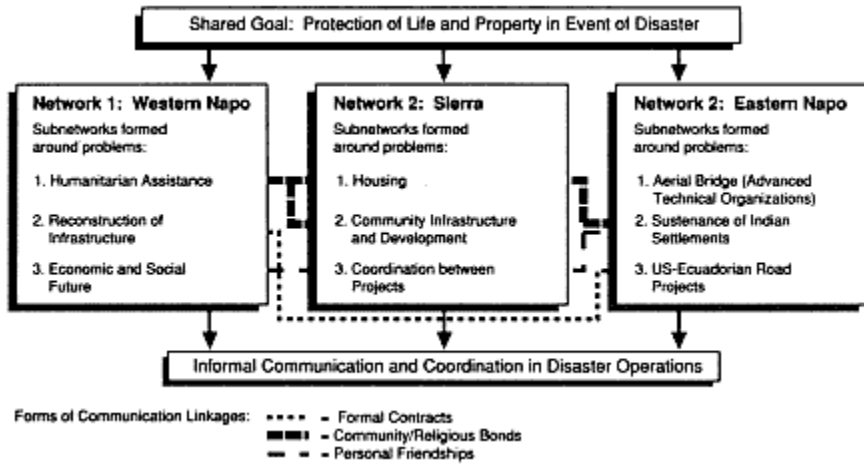 Shared Goal: Protection of Life and Property in Event of Disaster
Network 1: Western Napo
Subnetworks formed
around problems:
1. Humanitarian Assistance
2. Reconstruction of
Infrastructure
3. Economic and Social
Future
Network 2: Sierra
Subnetworks formed
around problems:
1. Housing
2. Community Infrastructure
and Development
3. Coordination between
Projects
Network 2: Eastern Napo
Subnetworks formed
around problems:
1. Aerial Bridge (Advanced
Technical Organizations)
2. Sustenance of Indian
Settlements
3. US-Ecuadorian Road
Projects
Informal Communication and Coordination in Disaster Operations
Forms of Communication Linkages:
- Formal Contracts
- Community/Religious Bonds
- Personal Friendships